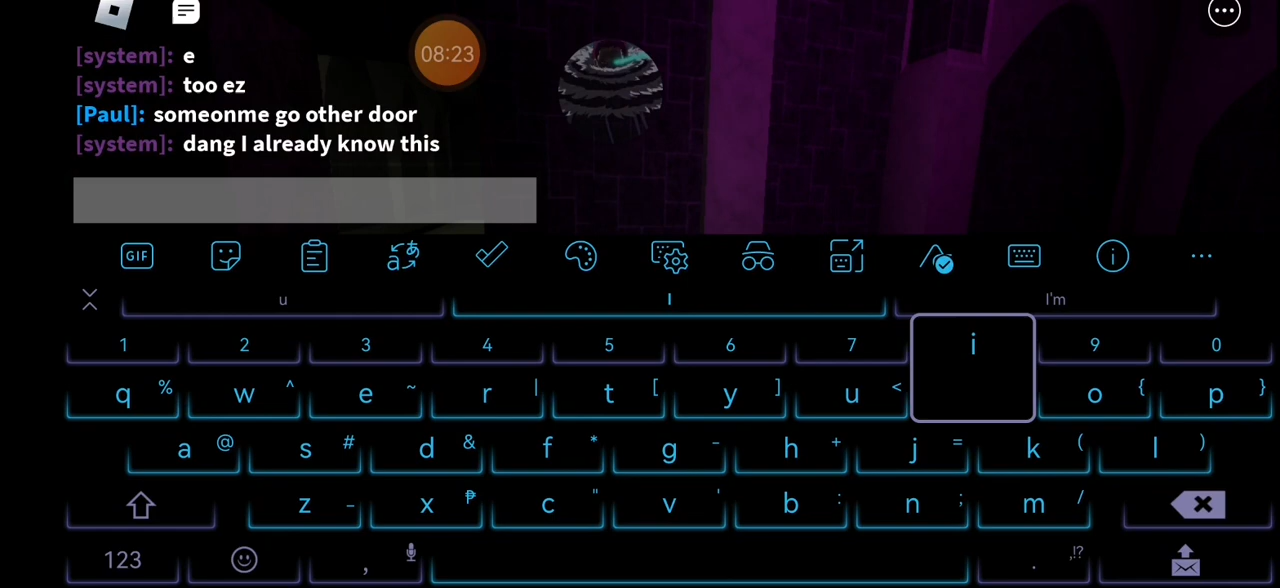 [system]: e
08:23
[system]: too ez
[Paul]: someonme go other door
[system]: dang I already know this
GIF
u I I'm
1 2 3 4 5 6 7 i 9 0
q % w ^ e ~ r | t [ y ] u < o { p }
a @ s # d & f * g - h + j = k ( l )
z _ x ₱ c " v ' b : n ; m /
123 , . ,!?